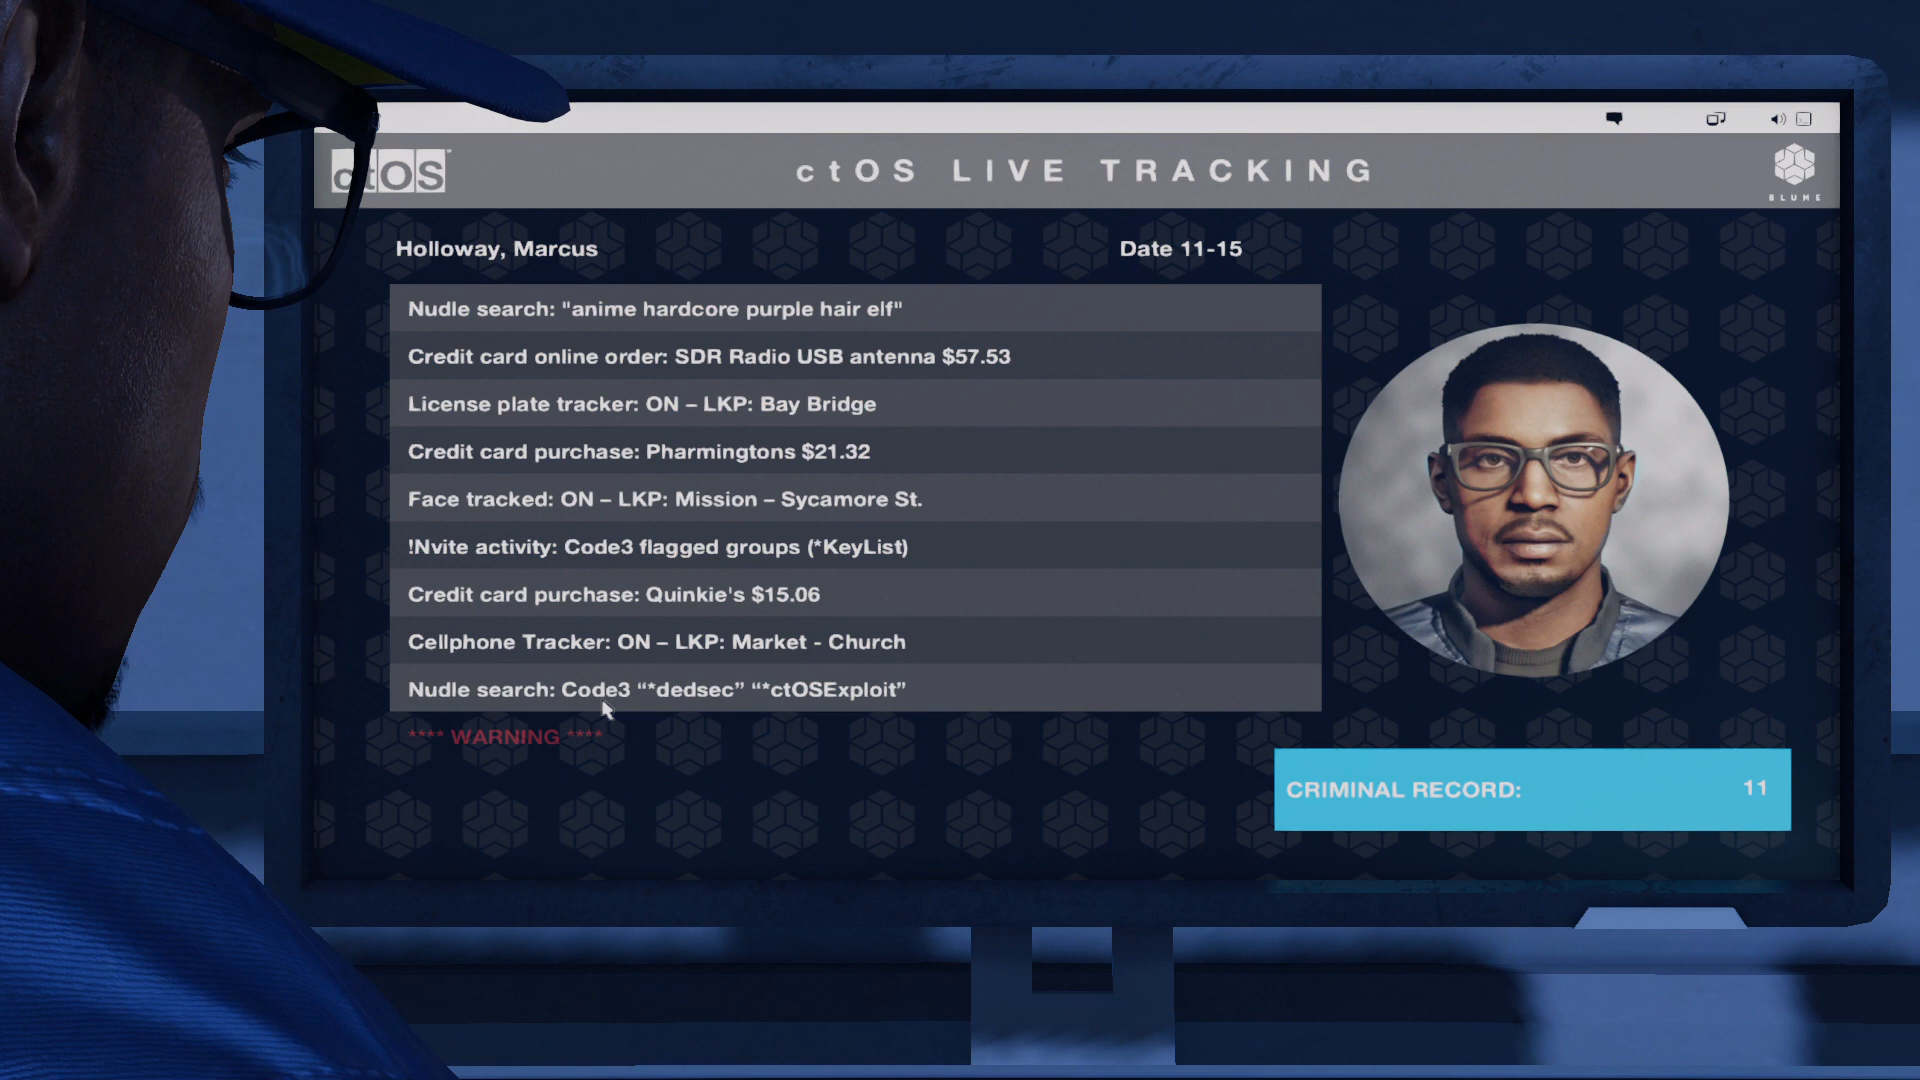 ctOS
ctOS LIVE TRACKING
BLUME
Holloway, Marcus
Date 11-15
Nudle search: "anime hardcore purple hair elf"
Credit card online order: SDR Radio USB antenna $57.53
License plate tracker: ON – LKP: Bay Bridge
Credit card purchase: Pharmingtons $21.32
Face tracked: ON – LKP: Mission – Sycamore St.
!Nvite activity: Code3 flagged groups (*KeyList)
Credit card purchase: Quinkie's $15.06
Cellphone Tracker: ON – LKP: Market - Church
Nudle search: Code3 “*dedsec” “*ctOSExploit”
**** WARNING ****
CRIMINAL RECORD: 11